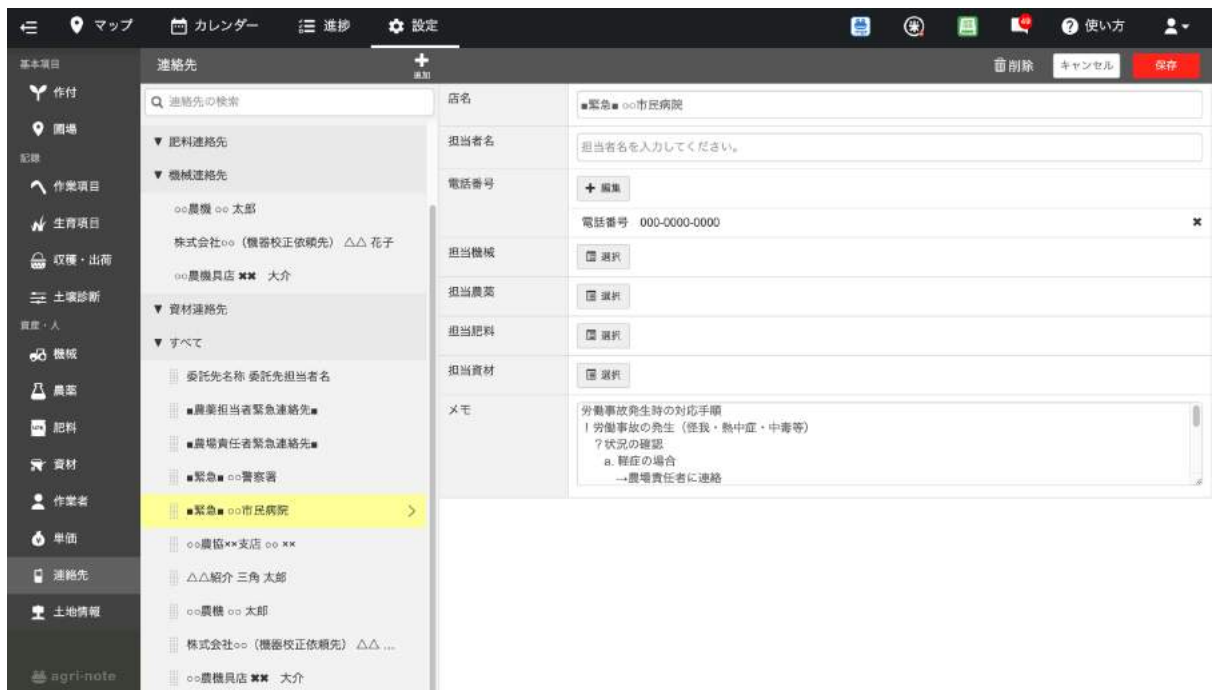 マップ
カレンダー
進捗
設定
49
使い方
基本項目
作付
圃場
記録
作業項目
生育項目
収穫・出荷
土壌診断
資産・人
機械
農薬
肥料
資材
作業者
単価
連絡先
土地情報
agri-note
連絡先
追加
連絡先の検索
▼ 肥料連絡先
▼ 機械連絡先
○○農機 ○○ 太郎
株式会社○○（機器校正依頼先） △△ 花子
○○農機具店 ✖✖ 大介
▼ 資材連絡先
▼ すべて
委託先名称 委託先担当者名
■農薬担当者緊急連絡先■
■農場責任者緊急連絡先■
■緊急■ ○○警察署
■緊急■ ○○市民病院
○○農協××支店 ○○ ××
△△紹介 三角 太郎
○○農機 ○○ 太郎
株式会社○○（機器校正依頼先） △△ ...
○○農機具店 ✖✖ 大介
削除
キャンセル
保存
店名
■緊急■ ○○市民病院
担当者名
担当者名を入力してください。
電話番号
編集
電話番号 000-0000-0000
担当機械
選択
担当農薬
選択
担当肥料
選択
担当資材
選択
メモ
労働事故発生時の対応手順
！労働事故の発生（怪我・熱中症・中毒等）
？状況の確認
a. 軽症の場合
→農場責任者に連絡